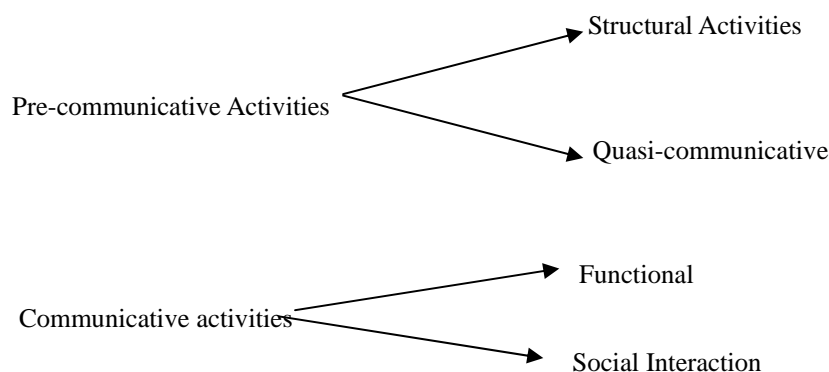 Structural Activities
Pre-communicative Activities
Quasi-communicative
Functional
Communicative activities
Social Interaction